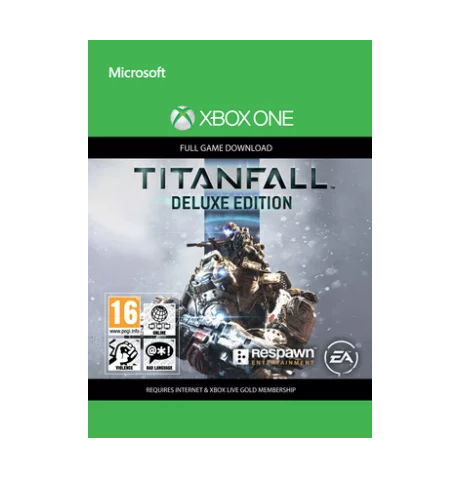 Microsoft
XBOX ONE
FULL GAME DOWNLOAD
TITANFALL™
DELUXE EDITION
16
www.pegi.info
ONLINE
VIOLENCE
@*!
BAD LANGUAGE
Respawn
ENTERTAINMENT
EA
REQUIRES INTERNET & XBOX LIVE GOLD MEMBERSHIP